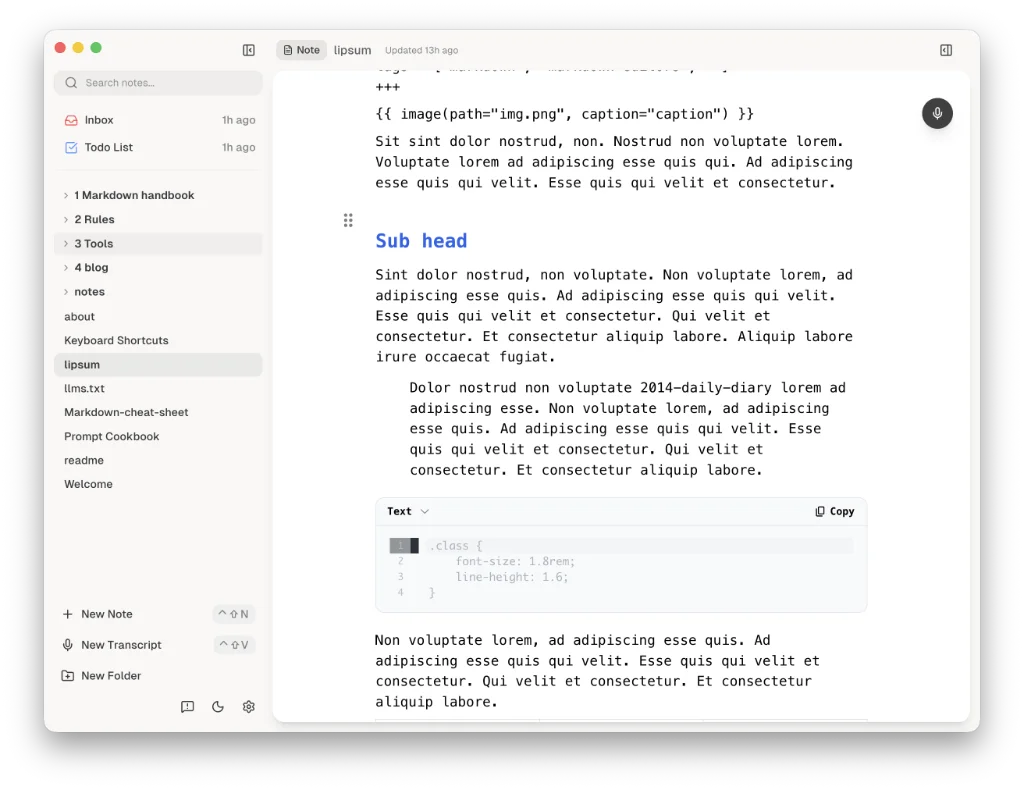 Search notes...
Inbox 1h ago
Todo List 1h ago
1 Markdown handbook
2 Rules
3 Tools
4 blog
notes
about
Keyboard Shortcuts
lipsum
llms.txt
Markdown-cheat-sheet
Prompt Cookbook
readme
Welcome
+ New Note ^⇧N
New Transcript ^⇧V
New Folder
Note lipsum Updated 13h ago
+++
{{ image(path="img.png", caption="caption") }}
Sit sint dolor nostrud, non. Nostrud non voluptate lorem.
Voluptate lorem ad adipiscing esse quis qui. Ad adipiscing
esse quis qui velit. Esse quis qui velit et consectetur.
Sub head
Sint dolor nostrud, non voluptate. Non voluptate lorem, ad
adipiscing esse quis. Ad adipiscing esse quis qui velit.
Esse quis qui velit et consectetur. Qui velit et
consectetur. Et consectetur aliquip labore. Aliquip labore
irure occaecat fugiat.
Dolor nostrud non voluptate 2014-daily-diary lorem ad
adipiscing esse. Non voluptate lorem, ad adipiscing
esse quis. Ad adipiscing esse quis qui velit. Esse
quis qui velit et consectetur. Qui velit et
consectetur. Et consectetur aliquip labore.
Text Copy
1 .class {
2 font-size: 1.8rem;
3 line-height: 1.6;
4 }
Non voluptate lorem, ad adipiscing esse quis. Ad
adipiscing esse quis qui velit. Esse quis qui velit et
consectetur. Qui velit et consectetur. Et consectetur
aliquip labore.